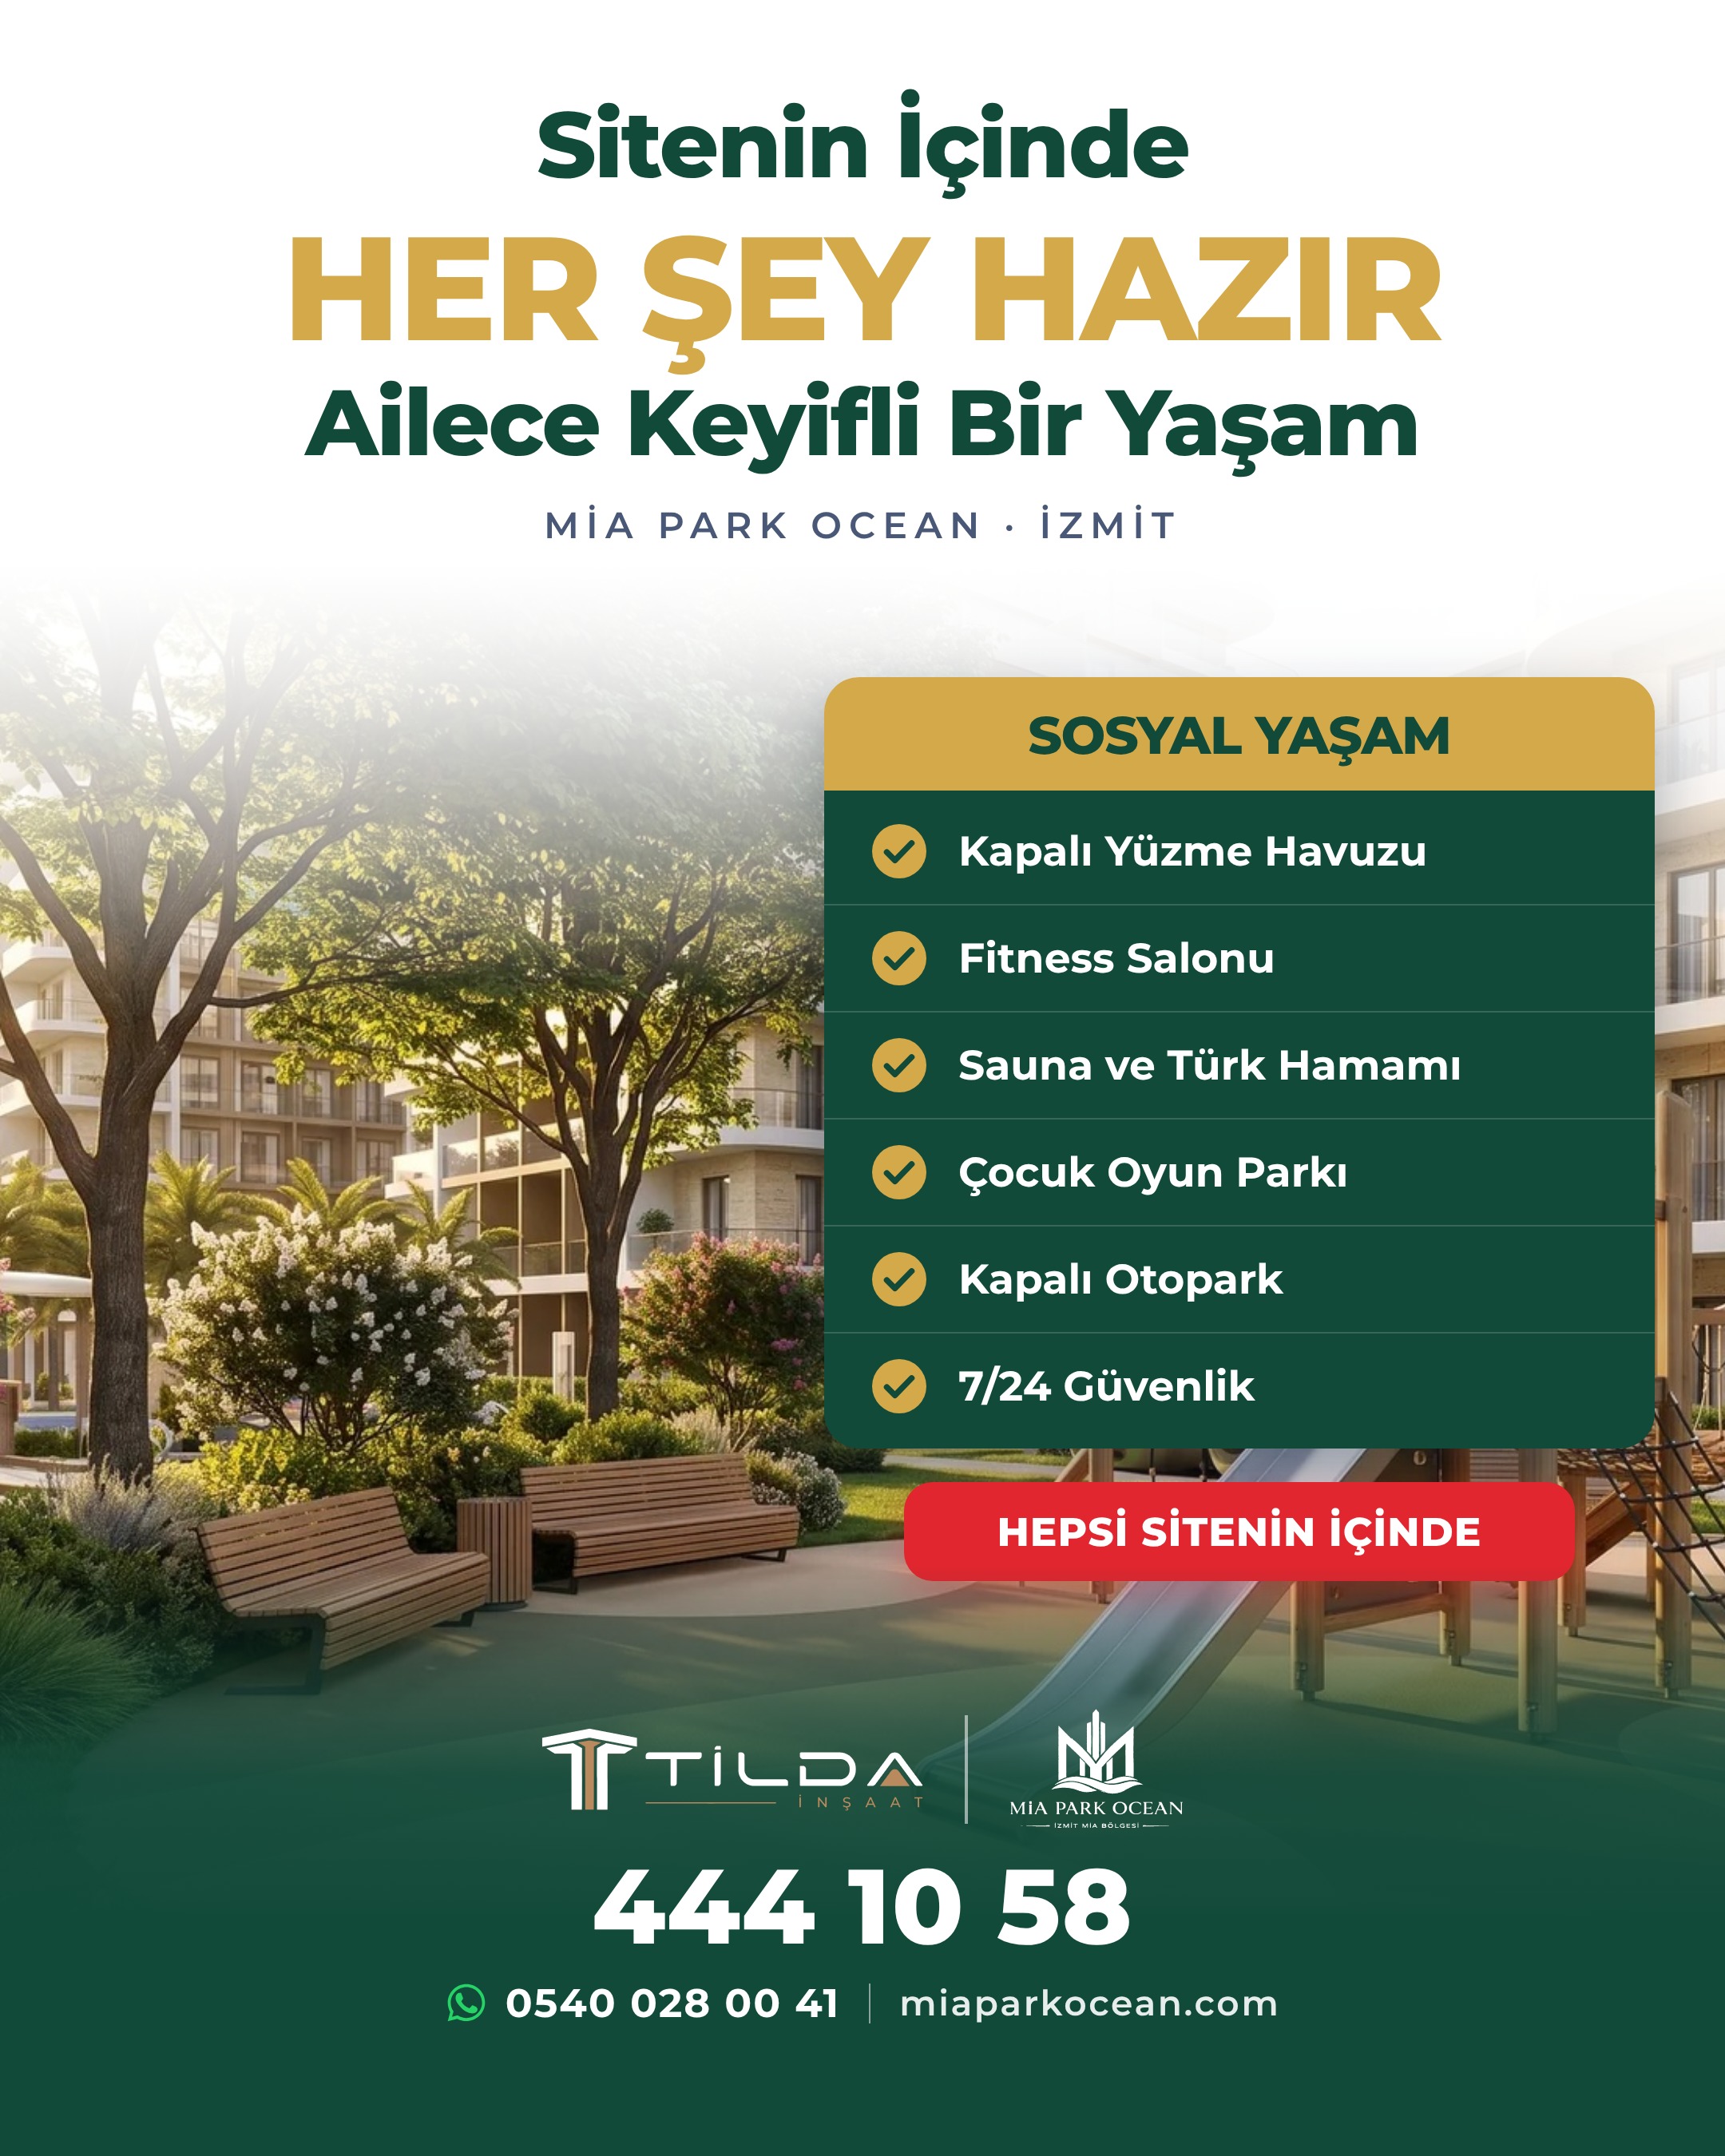 Sitenin İçinde
HER ŞEY HAZIR
Ailece Keyifli Bir Yaşam
MİA PARK OCEAN · İZMİT
SOSYAL YAŞAM
Kapalı Yüzme Havuzu
Fitness Salonu
Sauna ve Türk Hamamı
Çocuk Oyun Parkı
Kapalı Otopark
7/24 Güvenlik
HEPSİ SİTENİN İÇİNDE
TİLDA
İNŞAAT
MİA PARK OCEAN
İZMİT MİA BÖLGESİ
444 10 58
0540 028 00 41 | miaparkocean.com